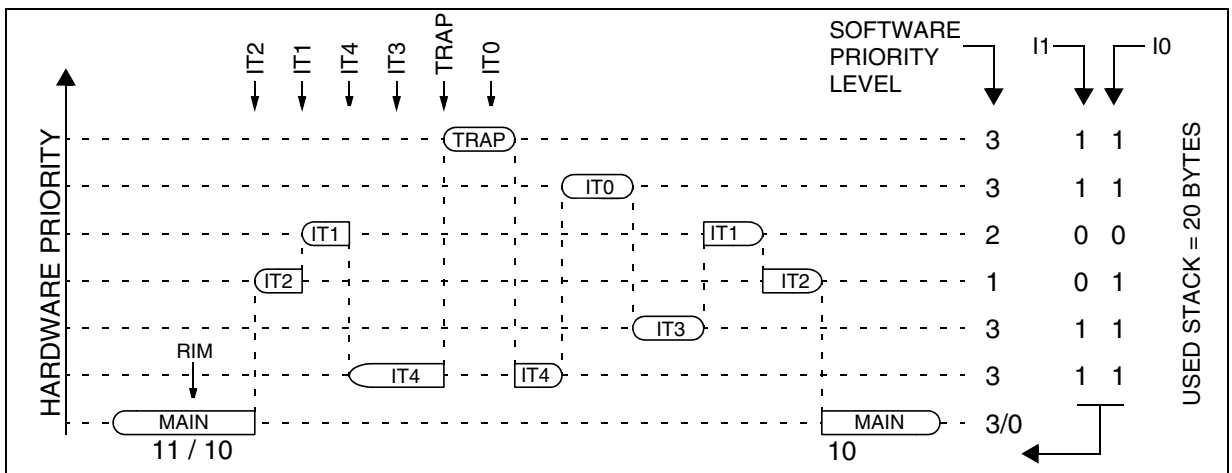 SOFTWARE
PRIORITY
LEVEL
I1
I0
IT2
IT1
IT4
IT3
TRAP
IT0
HARDWARE PRIORITY
USED STACK = 20 BYTES
TRAP
3
1 1
IT0
3
1 1
IT1
IT1
2
0 0
IT2
IT2
1
0 1
IT3
3
1 1
RIM
IT4
IT4
3
1 1
MAIN
MAIN
3/0
11 / 10
10